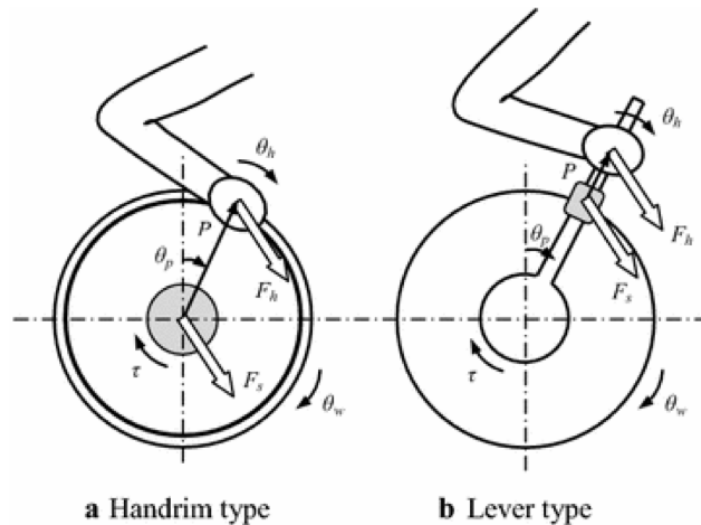 θh
P
θp
Fh
τ
Fs
θw
a Handrim type
θh
P
θp
Fh
Fs
τ
θw
b Lever type